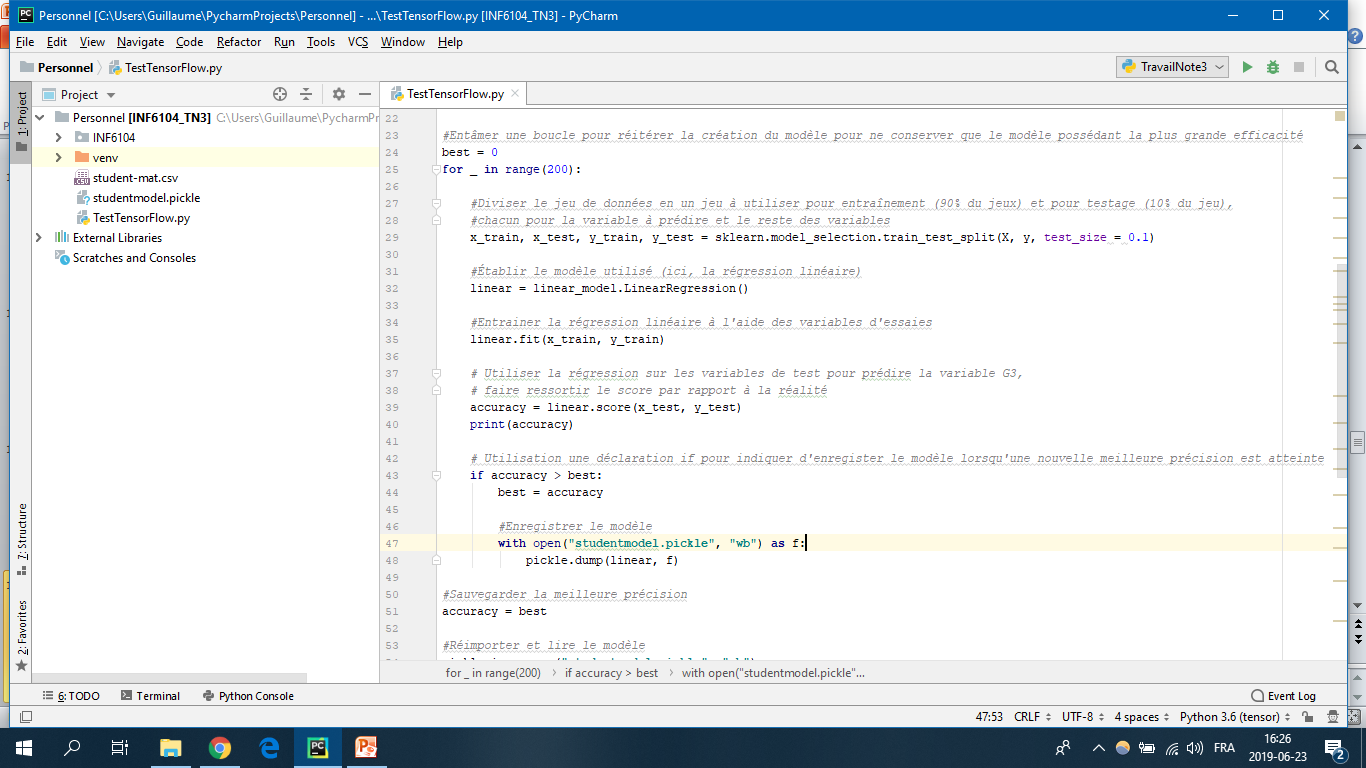 Personnel [C:\Users\Guillaume\PycharmProjects\Personnel] - ...\TestTensorFlow.py [INF6104_TN3] - PyCharm
File Edit View Navigate Code Refactor Run Tools VCS Window Help
Personnel TestTensorFlow.py TravailNote3
1: Project
Project
TestTensorFlow.py
Personnel [INF6104_TN3] C:\Users\Guillaume\PycharmPr
INF6104
venv
student-mat.csv
studentmodel.pickle
TestTensorFlow.py
External Libraries
Scratches and Consoles
7: Structure
2: Favorites
22
23 #Entâmer une boucle pour réitérer la création du modèle pour ne conserver que le modèle possédant la plus grande efficacité
24 best = 0
25 for _ in range(200):
26
27 #Diviser le jeu de données en un jeu à utiliser pour entraînement (90% du jeux) et pour testage (10% du jeu),
28 #chacun pour la variable à prédire et le reste des variables
29 x_train, x_test, y_train, y_test = sklearn.model_selection.train_test_split(X, y, test_size = 0.1)
30
31 #Établir le modèle utilisé (ici, la régression linéaire)
32 linear = linear_model.LinearRegression()
33
34 #Entrainer la régression linéaire à l'aide des variables d'essaies
35 linear.fit(x_train, y_train)
36
37 # Utiliser la régression sur les variables de test pour prédire la variable G3,
38 # faire ressortir le score par rapport à la réalité
39 accuracy = linear.score(x_test, y_test)
40 print(accuracy)
41
42 # Utilisation une déclaration if pour indiquer d'enregister le modèle lorsqu'une nouvelle meilleure précision est atteinte
43 if accuracy > best:
44 best = accuracy
45
46 #Enregistrer le modèle
47 with open("studentmodel.pickle", "wb") as f:
48 pickle.dump(linear, f)
49
50 #Sauvegarder la meilleure précision
51 accuracy = best
52
53 #Réimporter et lire le modèle
for _ in range(200) if accuracy > best with open("studentmodel.pickle"...
6: TODO Terminal Python Console Event Log
47:53 CRLF UTF-8 4 spaces Python 3.6 (tensor)
FRA
16:26
2019-06-23
2